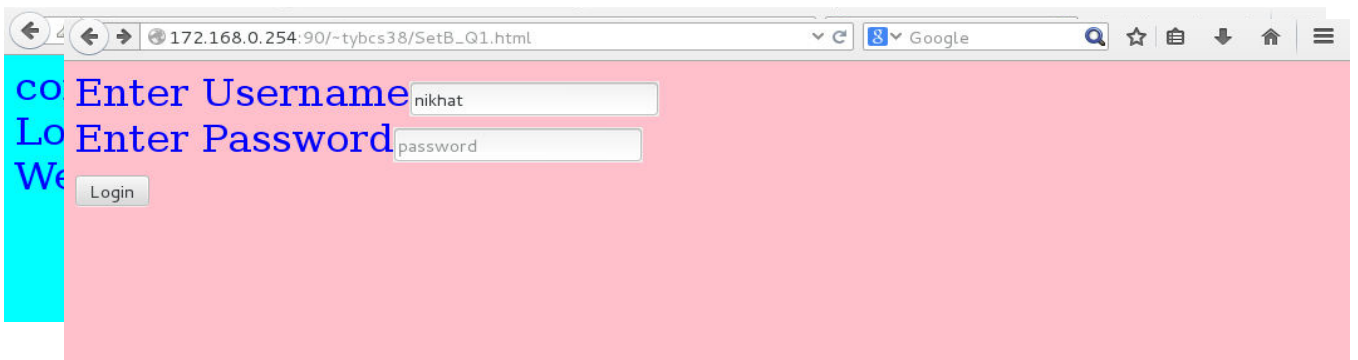 172.168.0.254:90/~tybcs38/SetB_Q1.html
Google
Enter Username nikhat
Enter Password password
Login